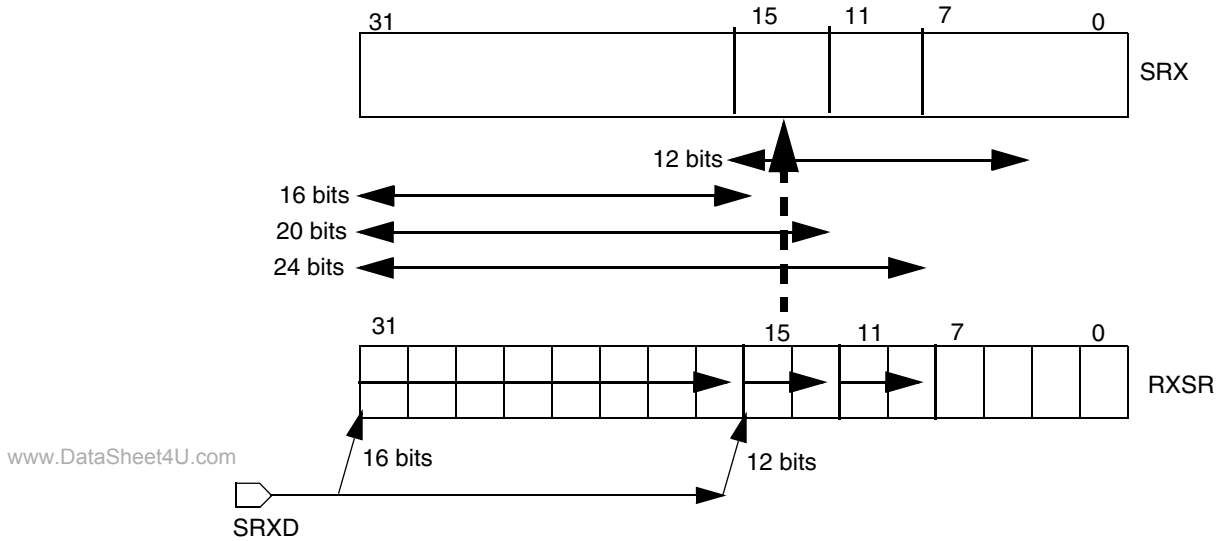 31 15 11 7 0
SRX
12 bits
16 bits
20 bits
24 bits
31 15 11 7 0
RXSR
16 bits 12 bits
www.DataSheet4U.com
SRXD